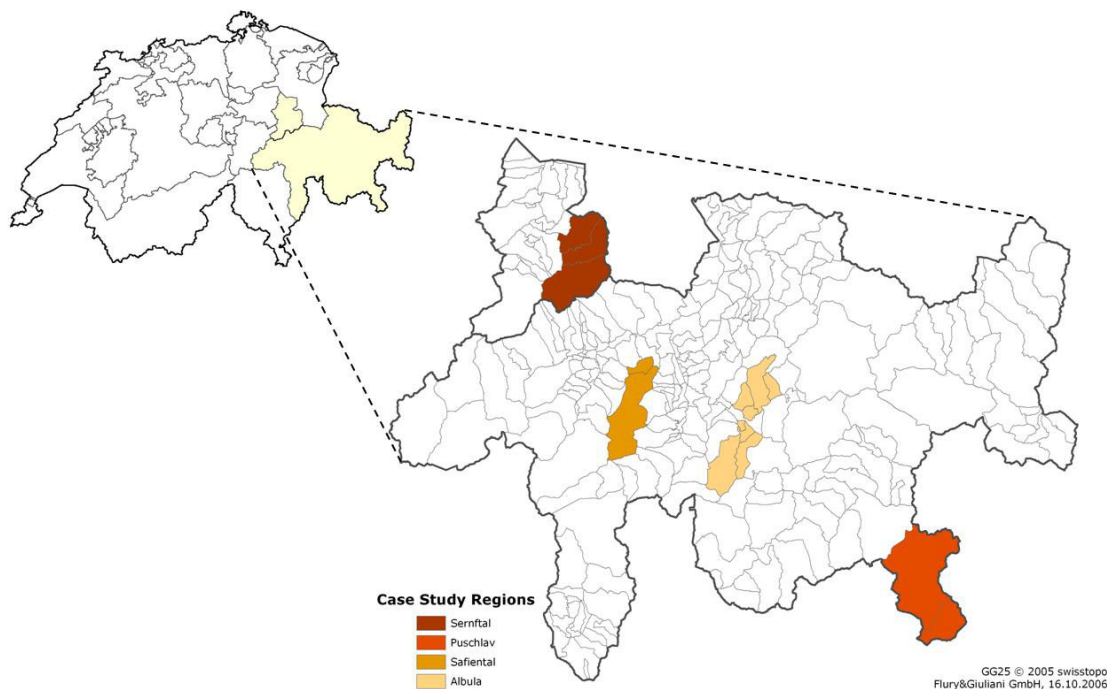 Case Study Regions
Sernftal
Puschlav
Safiental
Albula
GG25 © 2005 swisstopo
Flury&Giuliani GmbH, 16.10.2006